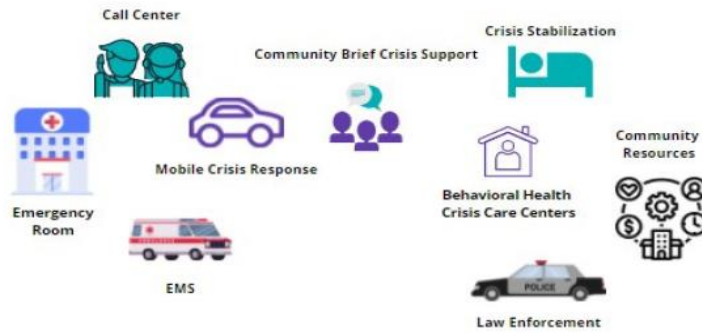 Call Center
Crisis Stabilization
Community Brief Crisis Support
Mobile Crisis Response
Community
Resources
Emergency
Room
Behavioral Health
Crisis Care Centers
EMS
POLICE
Law Enforcement